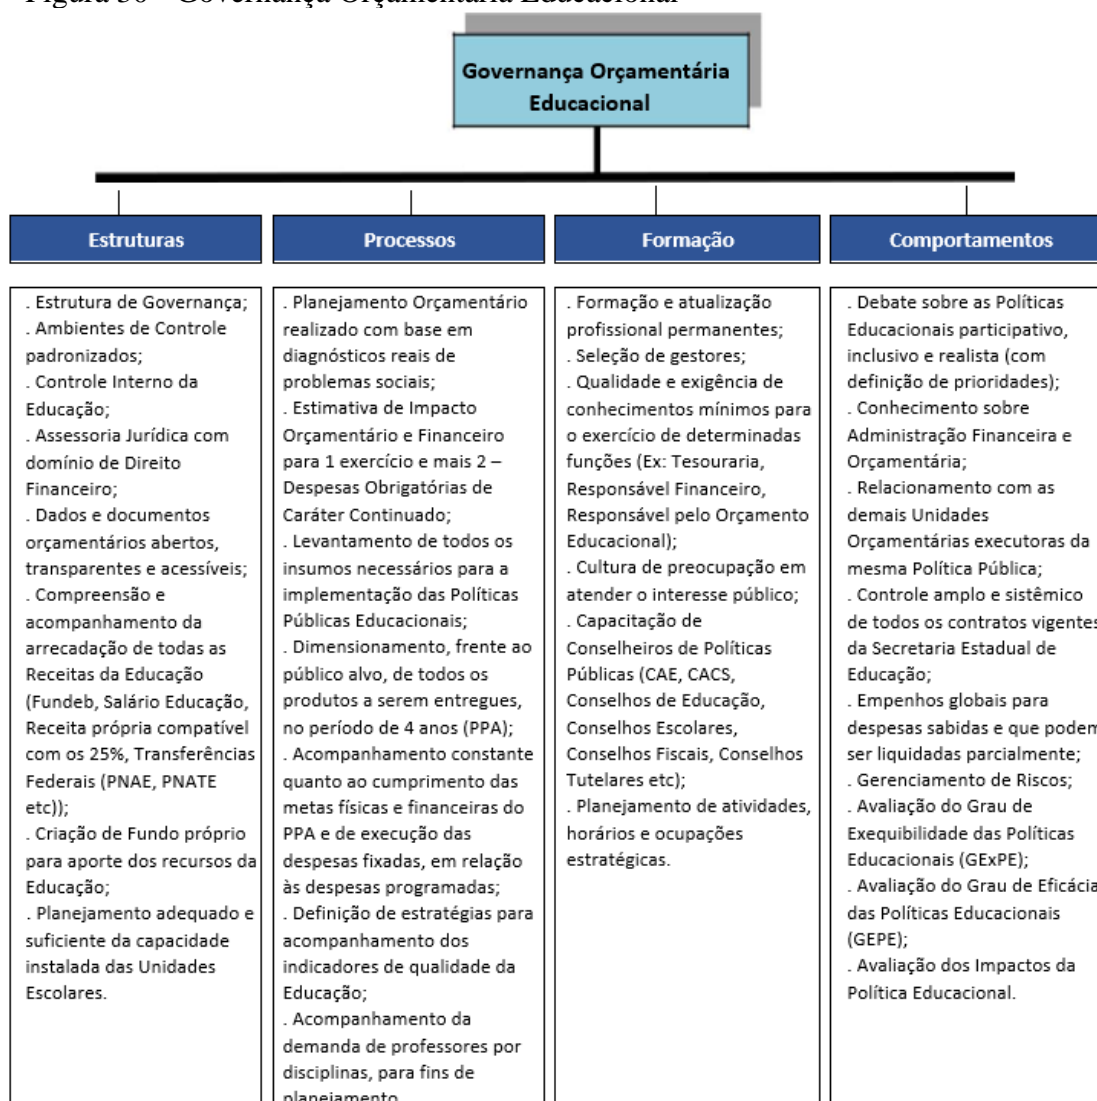 Figura 30 - Governança Orçamentária Educacional
Governança Orçamentária
Educacional
Estruturas
. Estrutura de Governança;
. Ambientes de Controle
padronizados;
. Controle Interno da
Educação;
. Assessoria Jurídica com
domínio de Direito
Financeiro;
. Dados e documentos
orçamentários abertos,
transparentes e acessíveis;
. Compreensão e
acompanhamento da
arrecadação de todas as
Receitas da Educação
(Fundeb, Salário Educação,
Receita própria compatível
com os 25%, Transferências
Federais (PNAE, PNATE
etc));
. Criação de Fundo próprio
para aporte dos recursos da
Educação;
. Planejamento adequado e
suficiente da capacidade
instalada das Unidades
Escolares.
Processos
. Planejamento Orçamentário
realizado com base em
diagnósticos reais de
problemas sociais;
. Estimativa de Impacto
Orçamentário e Financeiro
para 1 exercício e mais 2 –
Despesas Obrigatórias de
Caráter Continuado;
. Levantamento de todos os
insumos necessários para a
implementação das Políticas
Públicas Educacionais;
. Dimensionamento, frente ao
público alvo, de todos os
produtos a serem entregues,
no período de 4 anos (PPA);
. Acompanhamento constante
quanto ao cumprimento das
metas físicas e financeiras do
PPA e de execução das
despesas fixadas, em relação
às despesas programadas;
. Definição de estratégias para
acompanhamento dos
indicadores de qualidade da
Educação;
. Acompanhamento da
demanda de professores por
disciplinas, para fins de
planejamento
Formação
. Formação e atualização
profissional permanentes;
. Seleção de gestores;
. Qualidade e exigência de
conhecimentos mínimos para
o exercício de determinadas
funções (Ex: Tesouraria,
Responsável Financeiro,
Responsável pelo Orçamento
Educacional);
. Cultura de preocupação em
atender o interesse público;
. Capacitação de
Conselheiros de Políticas
Públicas (CAE, CACS,
Conselhos de Educação,
Conselhos Escolares,
Conselhos Fiscais, Conselhos
Tutelares etc);
. Planejamento de atividades,
horários e ocupações
estratégicas.
Comportamentos
. Debate sobre as Políticas
Educacionais participativo,
inclusivo e realista (com
definição de prioridades);
. Conhecimento sobre
Administração Financeira e
Orçamentária;
. Relacionamento com as
demais Unidades
Orçamentárias executoras da
mesma Política Pública;
. Controle amplo e sistêmico
de todos os contratos vigentes
da Secretaria Estadual de
Educação;
. Empenhos globais para
despesas sabidas e que podem
ser liquidadas parcialmente;
. Gerenciamento de Riscos;
. Avaliação do Grau de
Exequibilidade das Políticas
Educacionais (GExPE);
. Avaliação do Grau de Eficácia
das Políticas Educacionais
(GEPE);
. Avaliação dos Impactos da
Política Educacional.